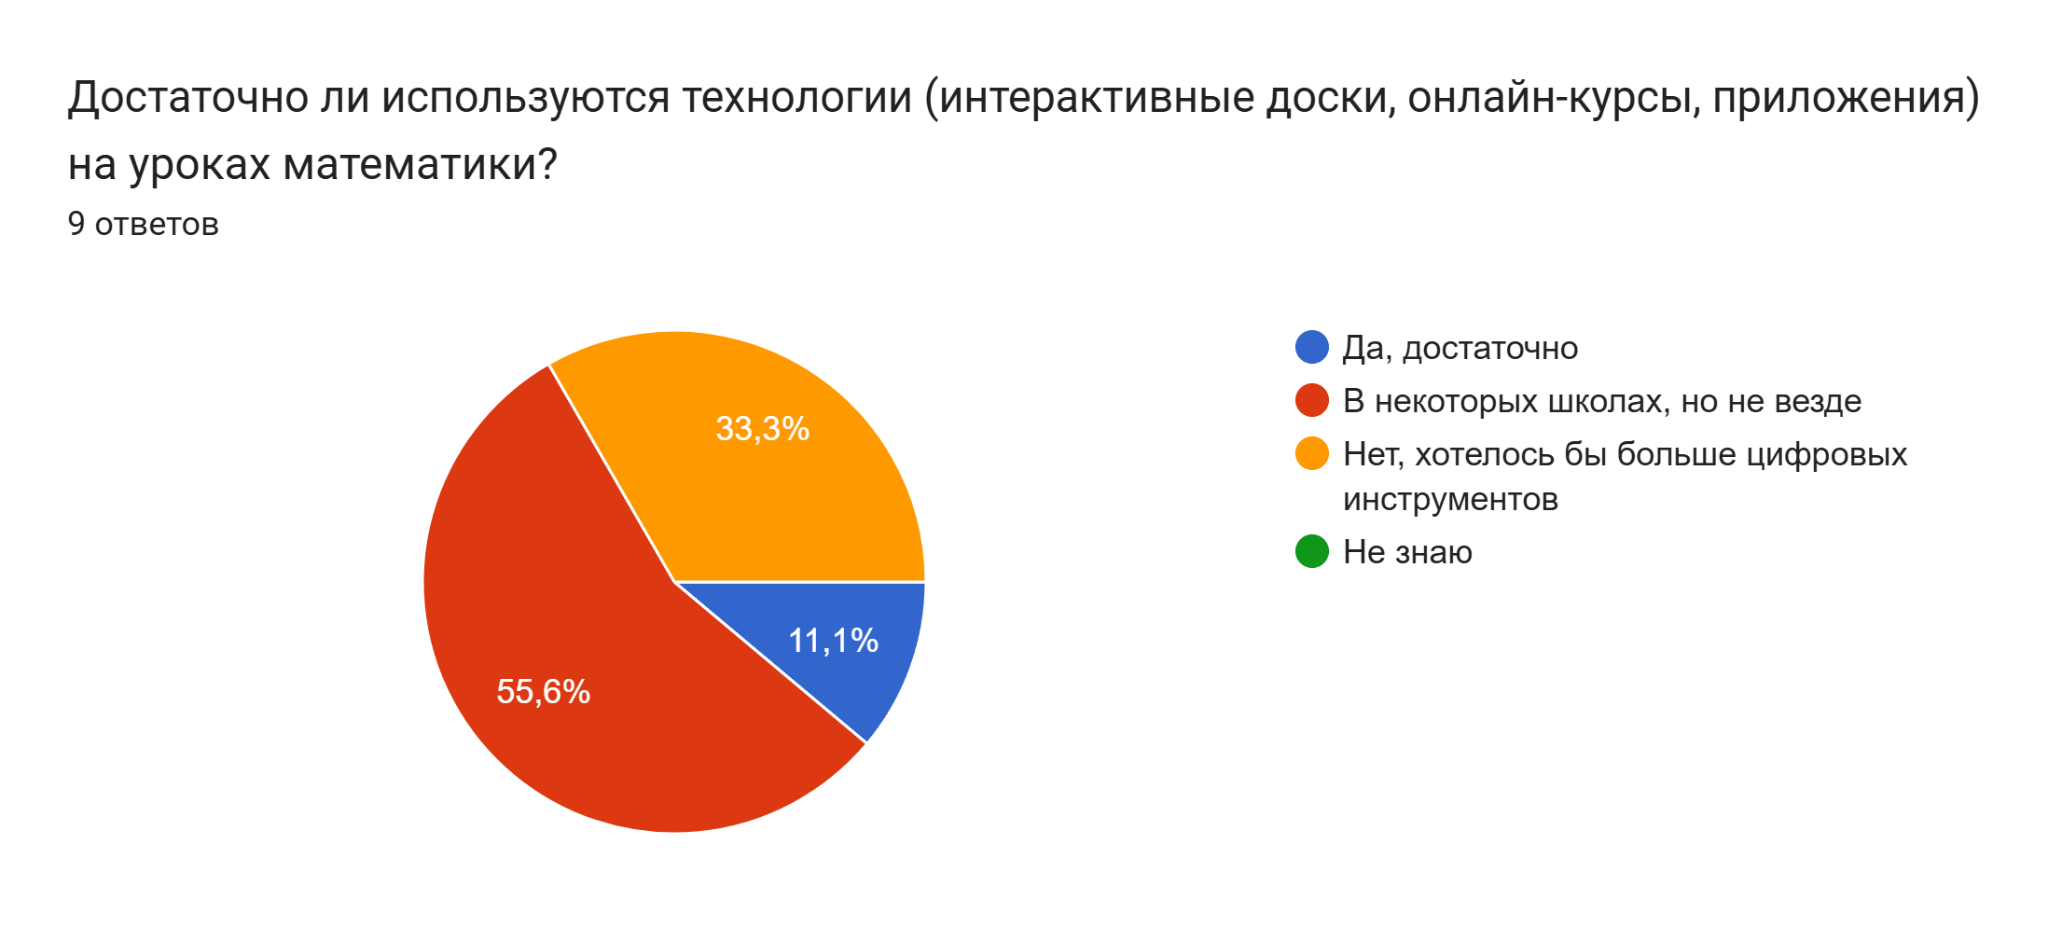 Достаточно ли используются технологии (интерактивные доски, онлайн-курсы, приложения)
на уроках математики?
9 ответов
33,3%
11,1%
55,6%
Да, достаточно
В некоторых школах, но не везде
Нет, хотелось бы больше цифровых
инструментов
Не знаю